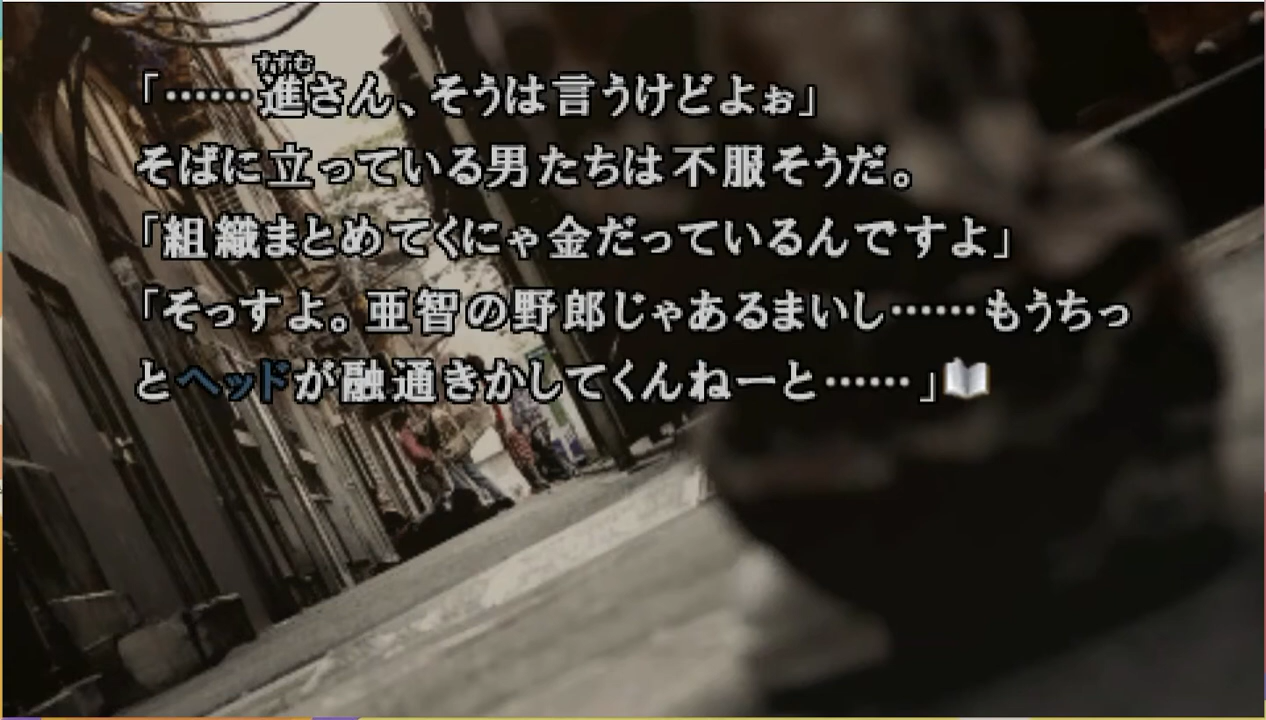 すすむ
「……進さん、そうは言うけどよぉ」
そばに立っている男たちは不服そうだ。
「組織まとめてくにゃ金だっているんですよ」
「そっすよ。亜智の野郎じゃあるまいし……もうちっ
とヘッドが融通きかしてくんねーと……」